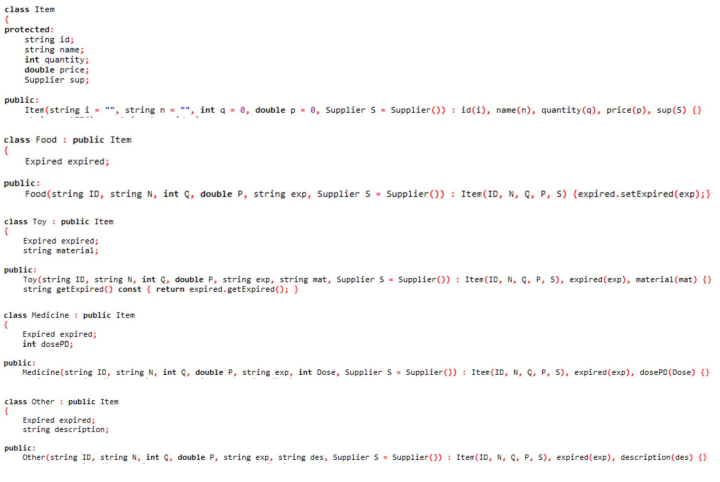 class Item
{
protected:
string id;
string name;
int quantity;
double price;
Supplier sup;
public:
Item(string i = "", string n = "", int q = 0, double p = 0, Supplier S = Supplier()) : id(i), name(n), quantity(q), price(p), sup(S) {}
class Food : public Item
{
Expired expired;
public:
Food(string ID, string N, int Q, double P, string exp, Supplier S = Supplier()) : Item(ID, N, Q, P, S) {expired.setExpired(exp);}
class Toy : public Item
{
Expired expired;
string material;
public:
Toy(string ID, string N, int Q, double P, string exp, string mat, Supplier S = Supplier()) : Item(ID, N, Q, P, S), expired(exp), material(mat) {}
string getExpired() const { return expired.getExpired(); }
class Medicine : public Item
{
Expired expired;
int dosePD;
public:
Medicine(string ID, string N, int Q, double P, string exp, int Dose, Supplier S = Supplier()) : Item(ID, N, Q, P, S), expired(exp), dosePD(Dose) {}
class Other : public Item
{
Expired expired;
string description;
public:
Other(string ID, string N, int Q, double P, string exp, string des, Supplier S = Supplier()) : Item(ID, N, Q, P, S), expired(exp), description(des) {}